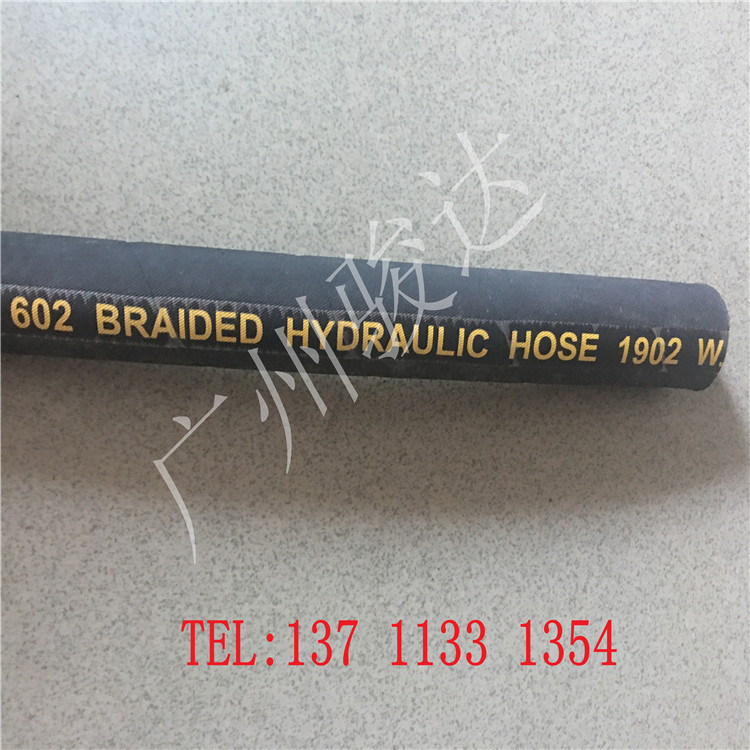 602 BRAIDED HYDRAULIC HOSE 1902 W.
广州骏达
TEL:137 1133 1354